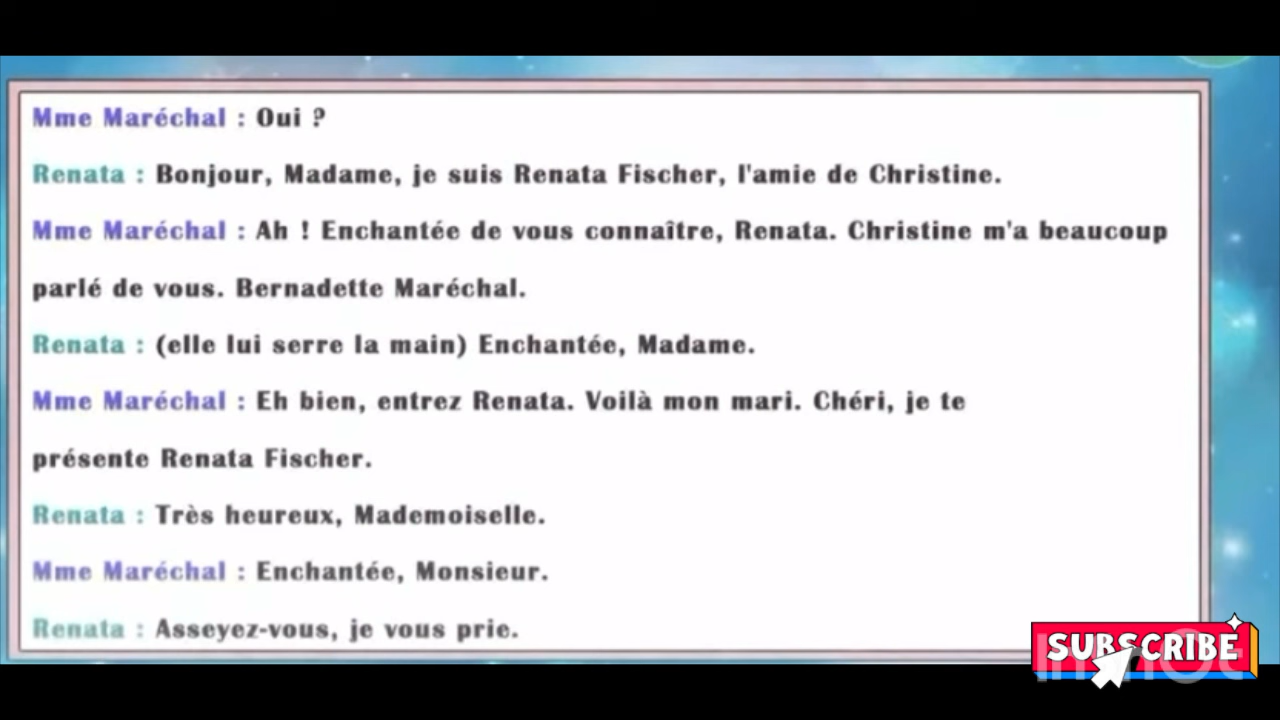 Mme Maréchal : Oui ?
Renata : Bonjour, Madame, je suis Renata Fischer, l'amie de Christine.
Mme Maréchal : Ah ! Enchantée de vous connaître, Renata. Christine m'a beaucoup
parlé de vous. Bernadette Maréchal.
Renata : (elle lui serre la main) Enchantée, Madame.
Mme Maréchal : Eh bien, entrez Renata. Voilà mon mari. Chéri, je te
présente Renata Fischer.
Renata : Très heureux, Mademoiselle.
Mme Maréchal : Enchantée, Monsieur.
Renata : Asseyez-vous, je vous prie.
SUBSCRIBE